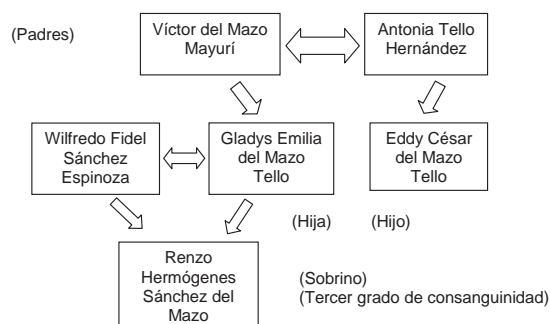 (Padres)
Víctor del Mazo
Mayurí
Antonia Tello
Hernández
Wilfredo Fidel
Sánchez
Espinoza
Gladys Emilia
del Mazo
Tello
Eddy César
del Mazo
Tello
(Hija)
(Hijo)
Renzo
Hermógenes
Sánchez del
Mazo
(Sobrino)
(Tercer grado de consanguinidad)